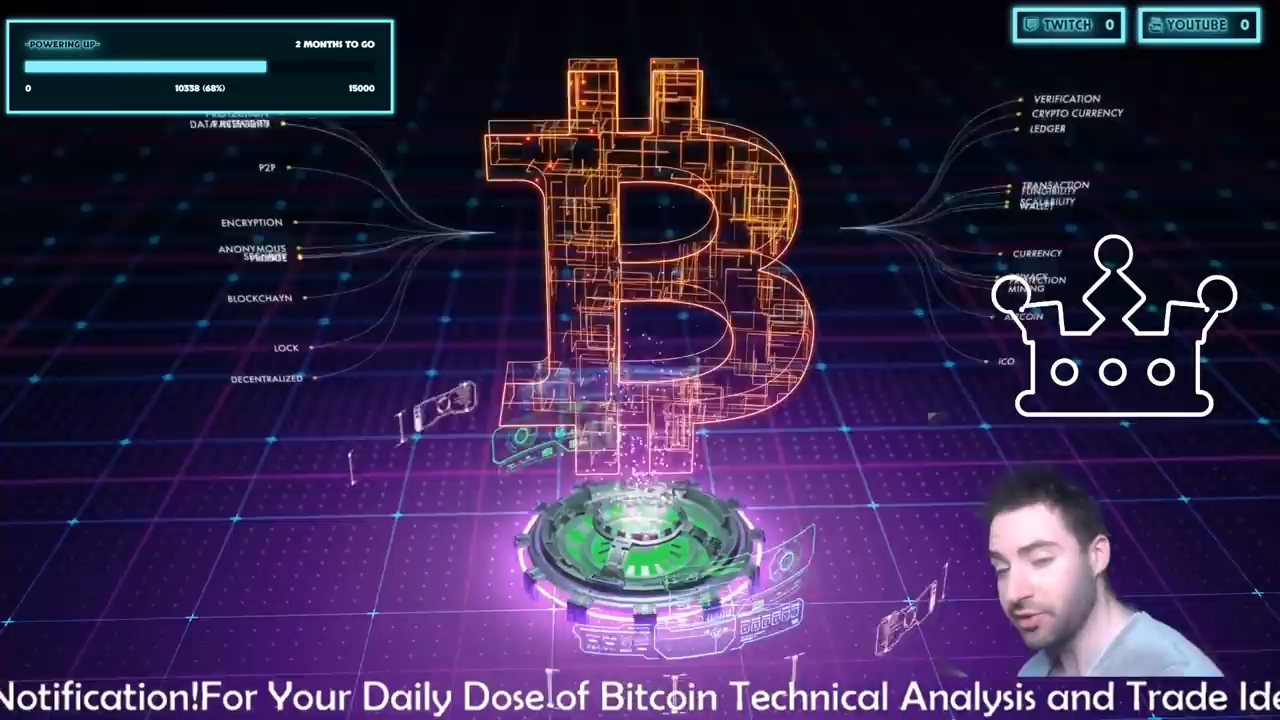 -POWERING UP-
2 MONTHS TO GO
0
10338 (68%)
15000
TWITCH 0
YOUTUBE 0
P2P
ENCRYPTION
ANONYMOUS
BLOCKCHAYN
LOCK
DECENTRALIZED
VERIFICATION
CRYPTO CURRENCY
LEDGER
TRANSACTION
FUNGIBILITY
SCALABILITY
WALLET
CURRENCY
PRIVACY
MINING
ICO
Notification!For Your Daily Dose of Bitcoin Technical Analysis and Trade Ide